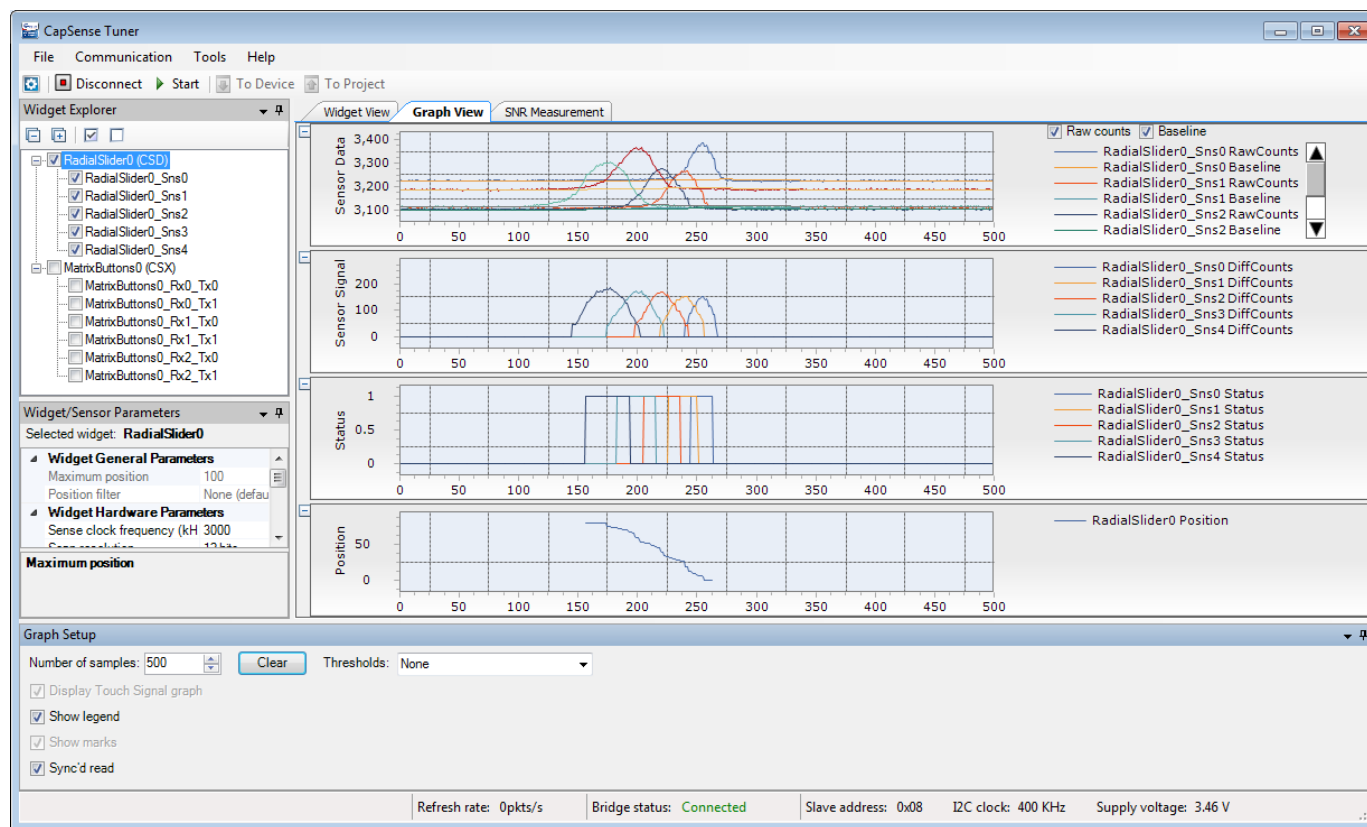 CapSense Tuner
File Communication Tools Help
Disconnect Start To Device To Project
Widget Explorer
RadialSlider0 (CSD)
RadialSlider0_Sns0
RadialSlider0_Sns1
RadialSlider0_Sns2
RadialSlider0_Sns3
RadialSlider0_Sns4
MatrixButtons0 (CSX)
MatrixButtons0_Rx0_Tx0
MatrixButtons0_Rx0_Tx1
MatrixButtons0_Rx1_Tx0
MatrixButtons0_Rx1_Tx1
MatrixButtons0_Rx2_Tx0
MatrixButtons0_Rx2_Tx1
Widget/Sensor Parameters
Selected widget: RadialSlider0
Widget General Parameters
Maximum position 100
Position filter None (defau
Widget Hardware Parameters
Sense clock frequency (kH 3000
Scan resolution 12 bits
Maximum position
Widget View Graph View SNR Measurement
Sensor Data
3,400
3,300
3,200
3,100
0 50 100 150 200 250 300 350 400 450 500
Raw counts Baseline
RadialSlider0_Sns0 RawCounts
RadialSlider0_Sns0 Baseline
RadialSlider0_Sns1 RawCounts
RadialSlider0_Sns1 Baseline
RadialSlider0_Sns2 RawCounts
RadialSlider0_Sns2 Baseline
Sensor Signal
200
100
0
0 50 100 150 200 250 300 350 400 450 500
RadialSlider0_Sns0 DiffCounts
RadialSlider0_Sns1 DiffCounts
RadialSlider0_Sns2 DiffCounts
RadialSlider0_Sns3 DiffCounts
RadialSlider0_Sns4 DiffCounts
Status
1
0.5
0
0 50 100 150 200 250 300 350 400 450 500
RadialSlider0_Sns0 Status
RadialSlider0_Sns1 Status
RadialSlider0_Sns2 Status
RadialSlider0_Sns3 Status
RadialSlider0_Sns4 Status
Position
50
0
0 50 100 150 200 250 300 350 400 450 500
RadialSlider0 Position
Graph Setup
Number of samples: 500 Clear Thresholds: None
Display Touch Signal graph
Show legend
Show marks
Sync'd read
Refresh rate: 0pkts/s Bridge status: Connected Slave address: 0x08 I2C clock: 400 KHz Supply voltage: 3.46 V